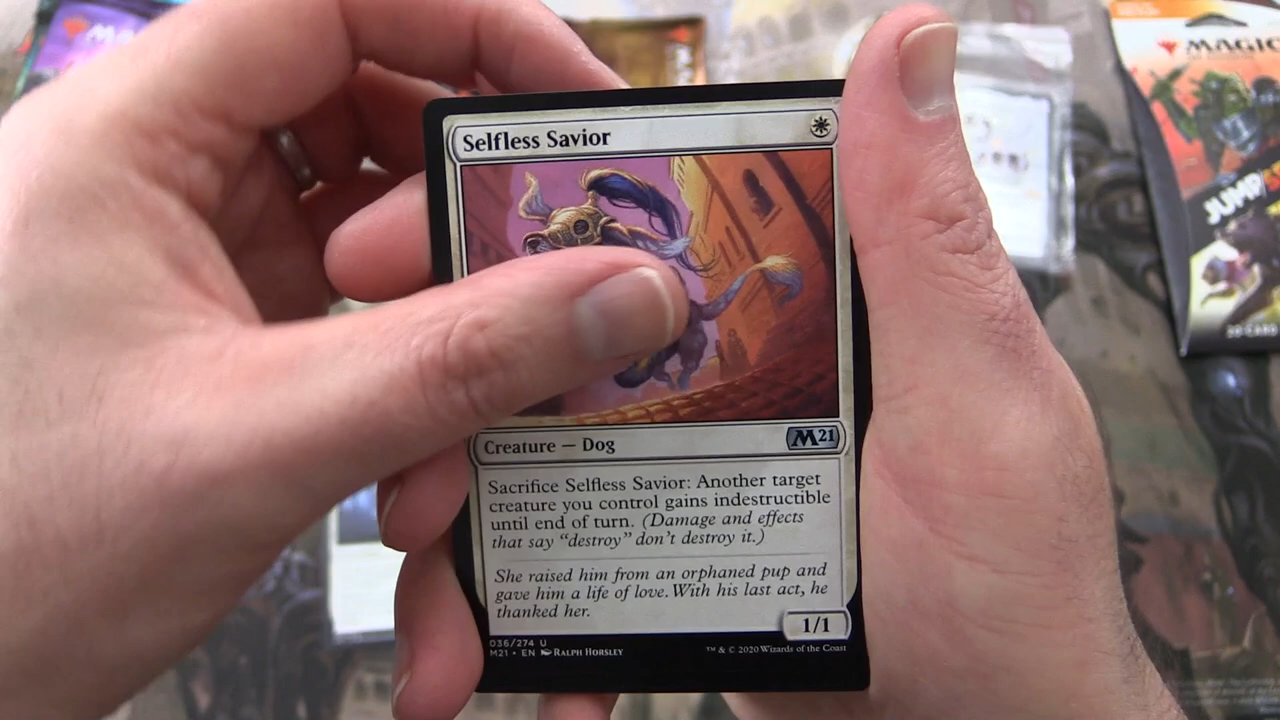 MAGIC
JUMP
20 CARD
Selfless Savior
Creature — Dog
M21
Sacrifice Selfless Savior: Another target
creature you control gains indestructible
until end of turn. (Damage and effects
that say “destroy” don’t destroy it.)
She raised him from an orphaned pup and
gave him a life of love. With his last act, he
thanked her.
1/1
036/274 U
M21 • EN RALPH HORSLEY
™ & © 2020 Wizards of the Coast